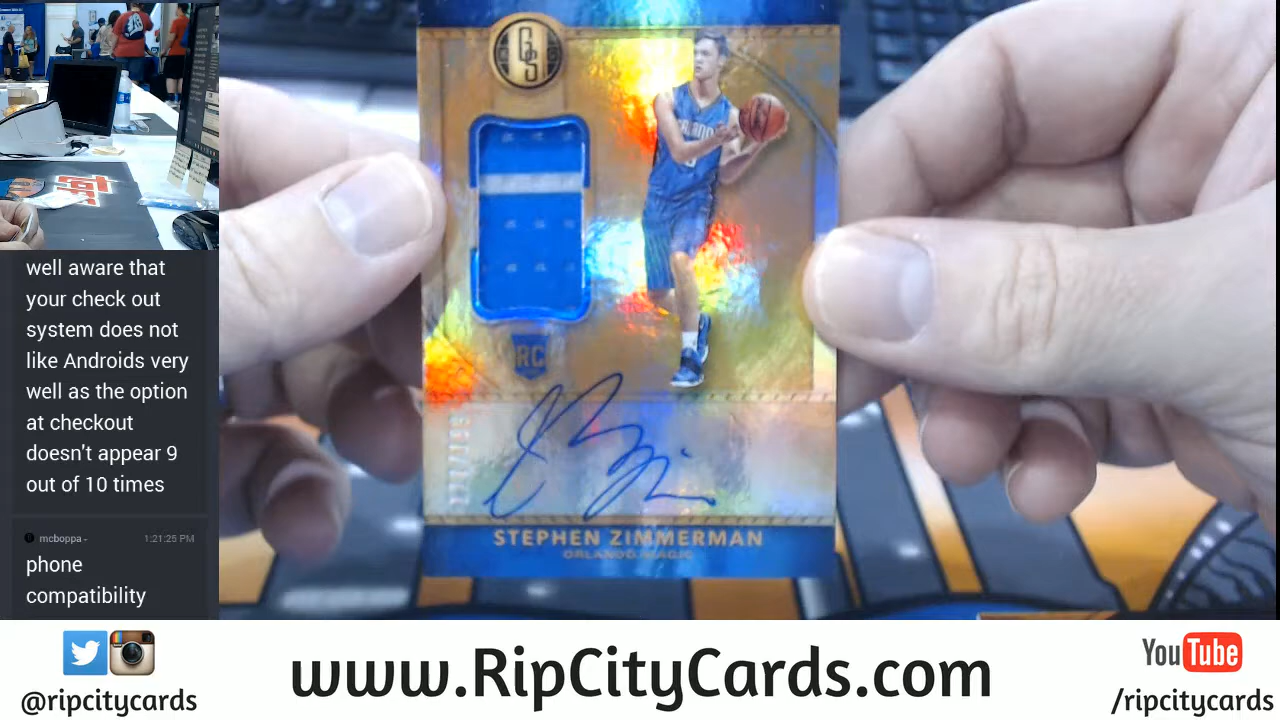 well aware that
your check out
system does not
like Androids very
well as the option
at checkout
doesn't appear 9
out of 10 times
mcboppa - 1:21:25 PM
phone
compatibility
GS
RC
STEPHEN ZIMMERMAN
ORLANDO MAGIC
@ripcitycards
www.RipCityCards.com
YouTube
/ripcitycards